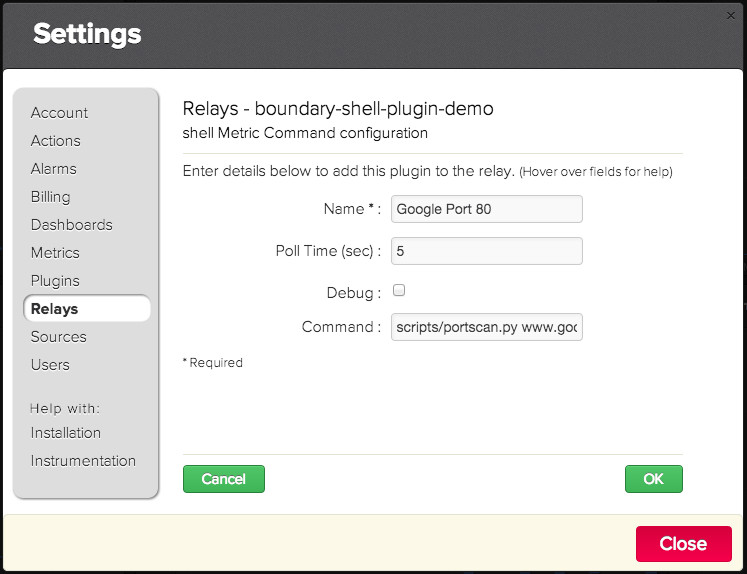 Settings
Account
Actions
Alarms
Billing
Dashboards
Metrics
Plugins
Relays
Sources
Users
Help with:
Installation
Instrumentation
Relays - boundary-shell-plugin-demo
shell Metric Command configuration
Enter details below to add this plugin to the relay. (Hover over fields for help)
Name * : Google Port 80
Poll Time (sec) : 5
Debug :
Command : scripts/portscan.py www.goo
* Required
Cancel OK
Close